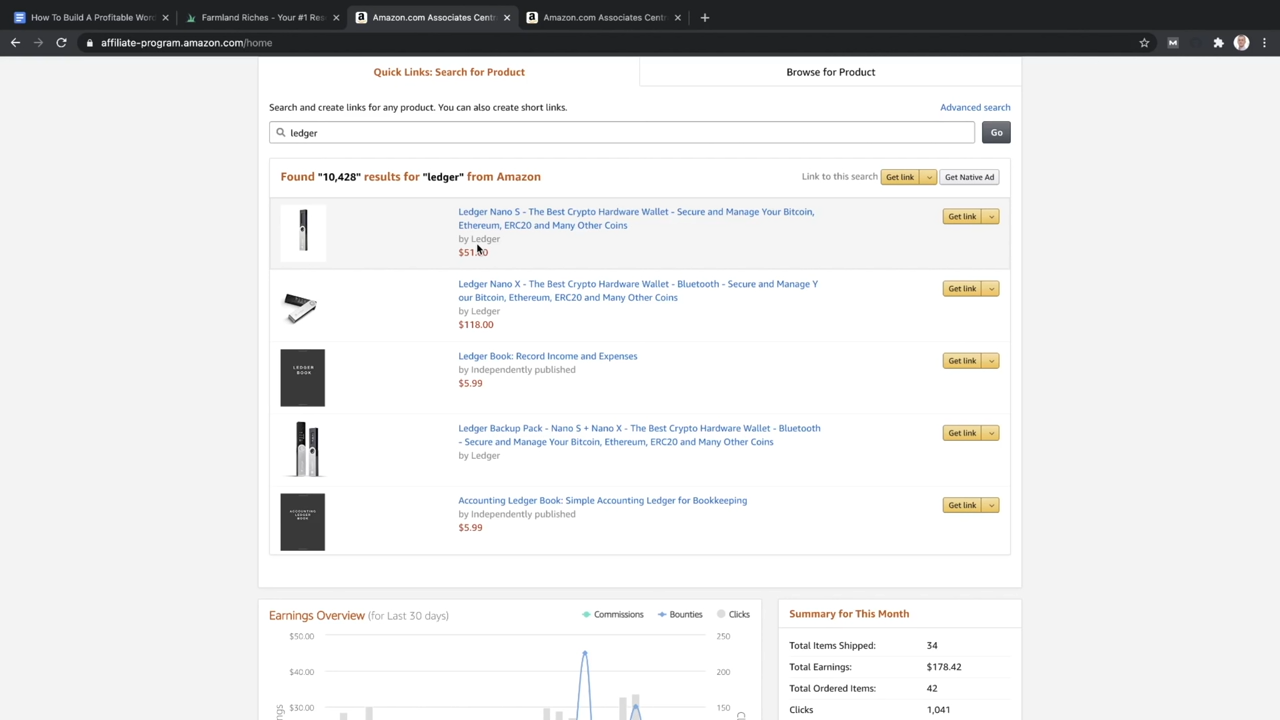 How To Build A Profitable Wor
Farmland Riches - Your #1 Res
Amazon.com Associates Centr
Amazon.com Associates Centr
affiliate-program.amazon.com/home
Quick Links: Search for Product
Browse for Product
Search and create links for any product. You can also create short links.
Advanced search
ledger
Go
Found "10,428" results for "ledger" from Amazon
Link to this search
Get link
Get Native Ad
Ledger Nano S - The Best Crypto Hardware Wallet - Secure and Manage Your Bitcoin,
Ethereum, ERC20 and Many Other Coins
by Ledger
$51.00
Get link
Ledger Nano X - The Best Crypto Hardware Wallet - Bluetooth - Secure and Manage Y
our Bitcoin, Ethereum, ERC20 and Many Other Coins
by Ledger
$118.00
Get link
LEDGER
BOOK
Ledger Book: Record Income and Expenses
by Independently published
$5.99
Get link
Ledger Backup Pack - Nano S + Nano X - The Best Crypto Hardware Wallet - Bluetooth
- Secure and Manage Your Bitcoin, Ethereum, ERC20 and Many Other Coins
by Ledger
Get link
ACCOUNTING
LEDGER
BOOK
Accounting Ledger Book: Simple Accounting Ledger for Bookkeeping
by Independently published
$5.99
Get link
Earnings Overview (for Last 30 days)
Commissions
Bounties
Clicks
$50.00
250
$40.00
200
$30.00
150
Summary for This Month
Total Items Shipped: 34
Total Earnings: $178.42
Total Ordered Items: 42
Clicks 1,041